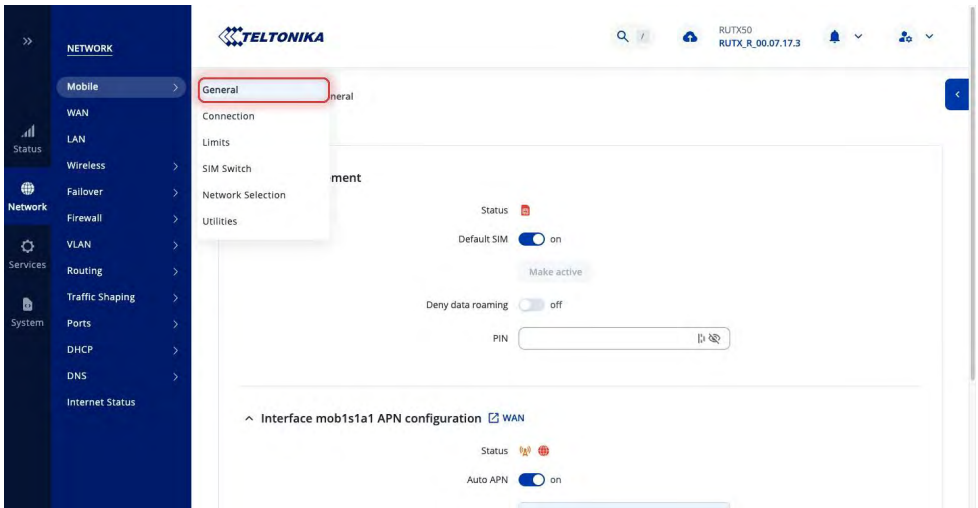 TELTONIKA
/
RUTX50
RUTX_R_00.07.17.3
NETWORK
Mobile
WAN
LAN
Wireless
Failover
Firewall
VLAN
Routing
Traffic Shaping
Ports
DHCP
DNS
Internet Status
Status
Network
Services
System
General
Connection
Limits
SIM Switch
Network Selection
Utilities
neral
ment
Status
Default SIM on
Make active
Deny data roaming off
PIN
Interface mob1s1a1 APN configuration WAN
Status
Auto APN on